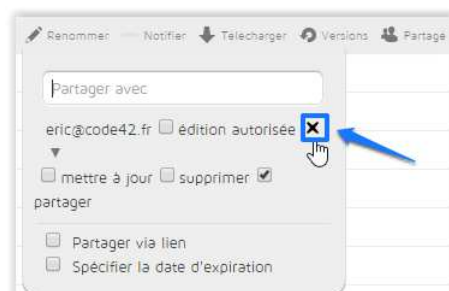 Renommer Notifier Telecharger Versions Partage
Partager avec
eric@code42.fr édition autorisée
mettre à jour supprimer
partager
Partager via lien
Spécifier la date d'expiration